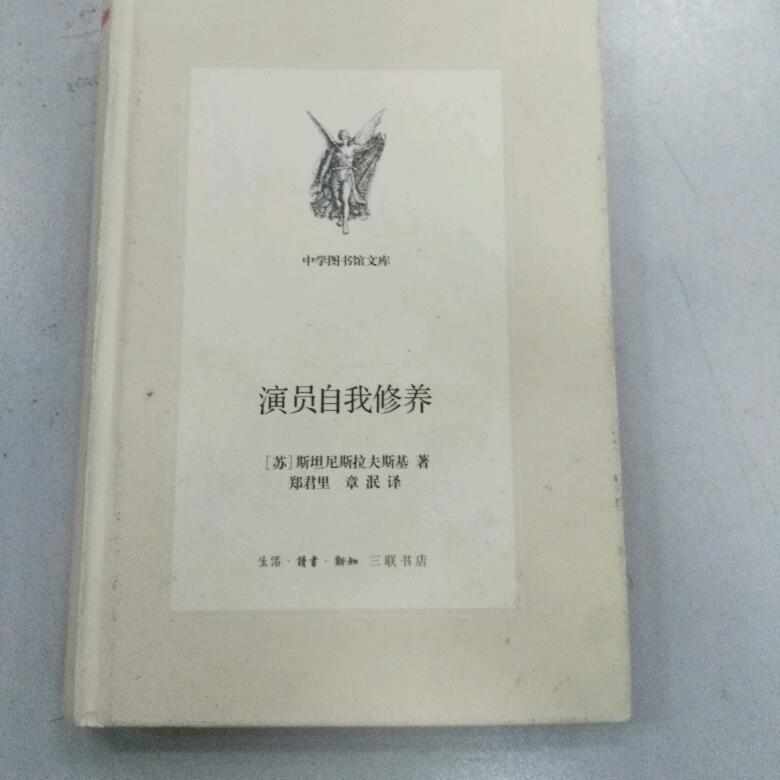 中学图书馆文库
演员自我修养
[苏]斯坦尼斯拉夫斯基 著
郑君里 章泯 译
生活·讀書·新知 三联书店